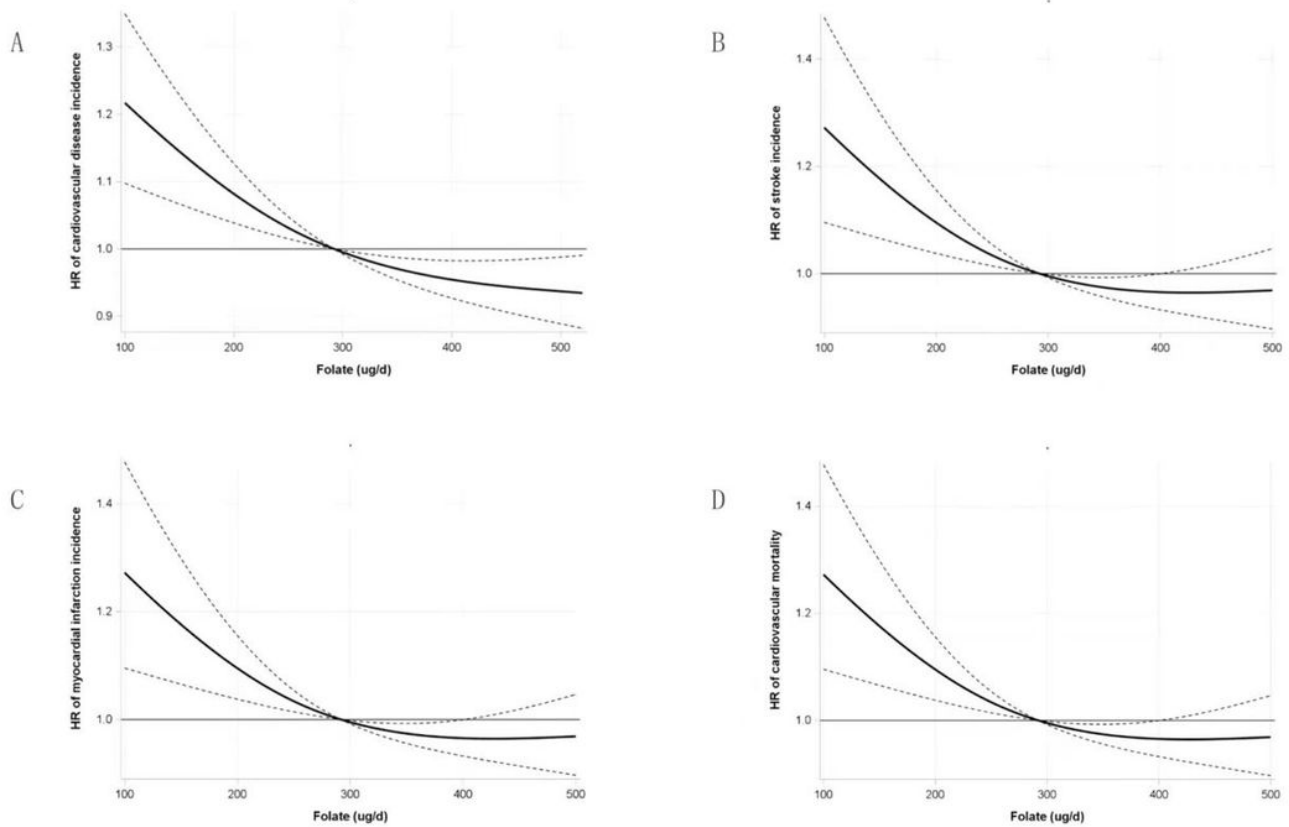 A
HR of cardiovascular disease incidence
1.3
1.2
1.1
1.0
0.9
100 200 300 400 500
Folate (ug/d)
B
HR of stroke incidence
1.4
1.2
1.0
100 200 300 400 500
Folate (ug/d)
C
HR of myocardial infarction incidence
1.4
1.2
1.0
100 200 300 400 500
Folate (ug/d)
D
HR of cardiovascular mortality
1.4
1.2
1.0
100 200 300 400 500
Folate (ug/d)